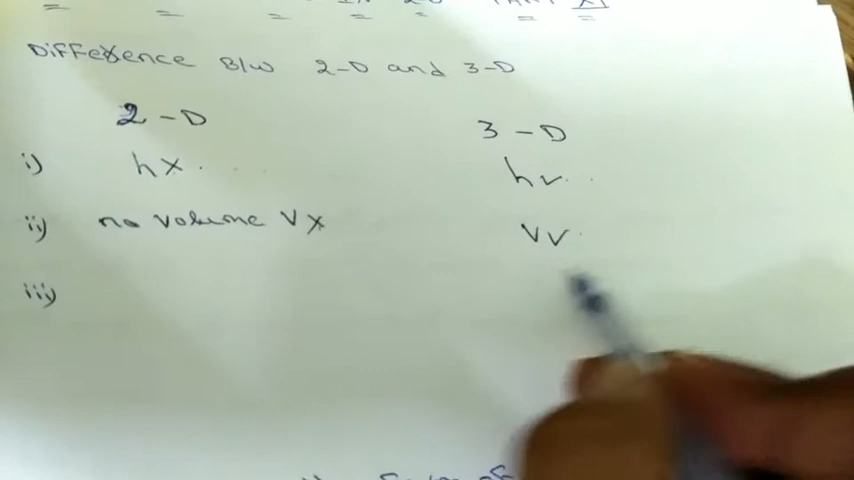 Difference B/w 2-D and 3-D
2-D 3-D
i) h x. h ✓.
ii) no volume V x V ✓.
iii)